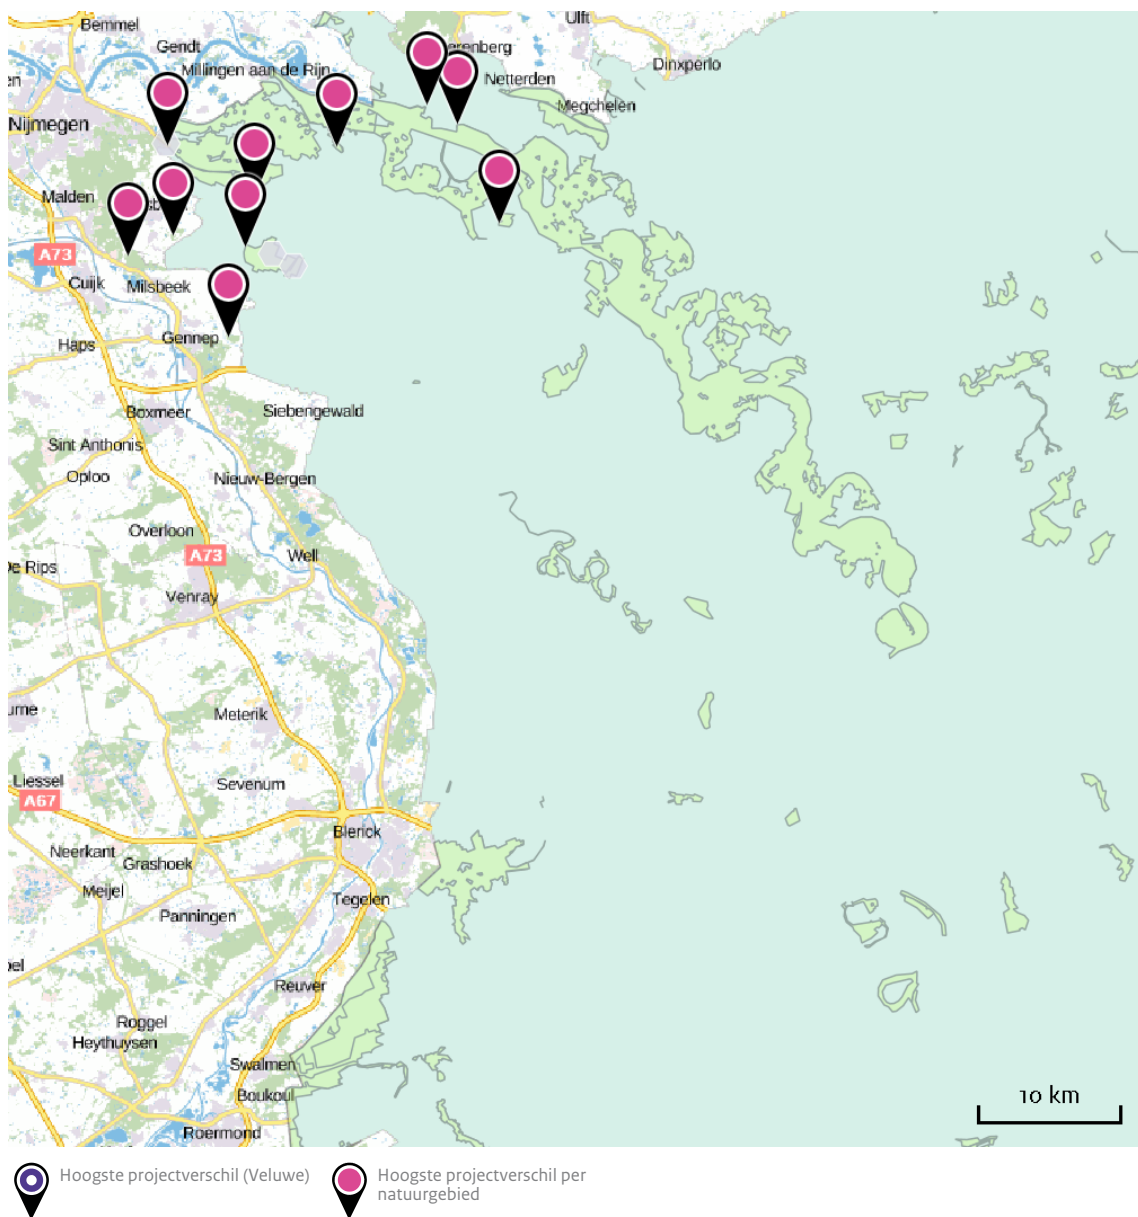 Bemmel
Ulft
Gendt
Dinxperlo
Millingen aan de Rijn
Netterden
Megchelen
Nijmegen
Malden
A73
Cuijk
Milsbeek
Haps
Gennep
Boxmeer
Siebengewald
Sint Anthonis
Oploo
Nieuw-Bergen
Overloon
A73
Well
De Rips
Venray
Meterik
Liessel
Sevenum
A67
Blerick
Neerkant
Grashoek
Meijel
Tegelen
Panningen
Reuver
Roggel
Heythuysen
Swalmen
Boukoul
10 km
Roermond
Hoogste projectverschil (Veluwe)
Hoogste projectverschil per
natuurgebied